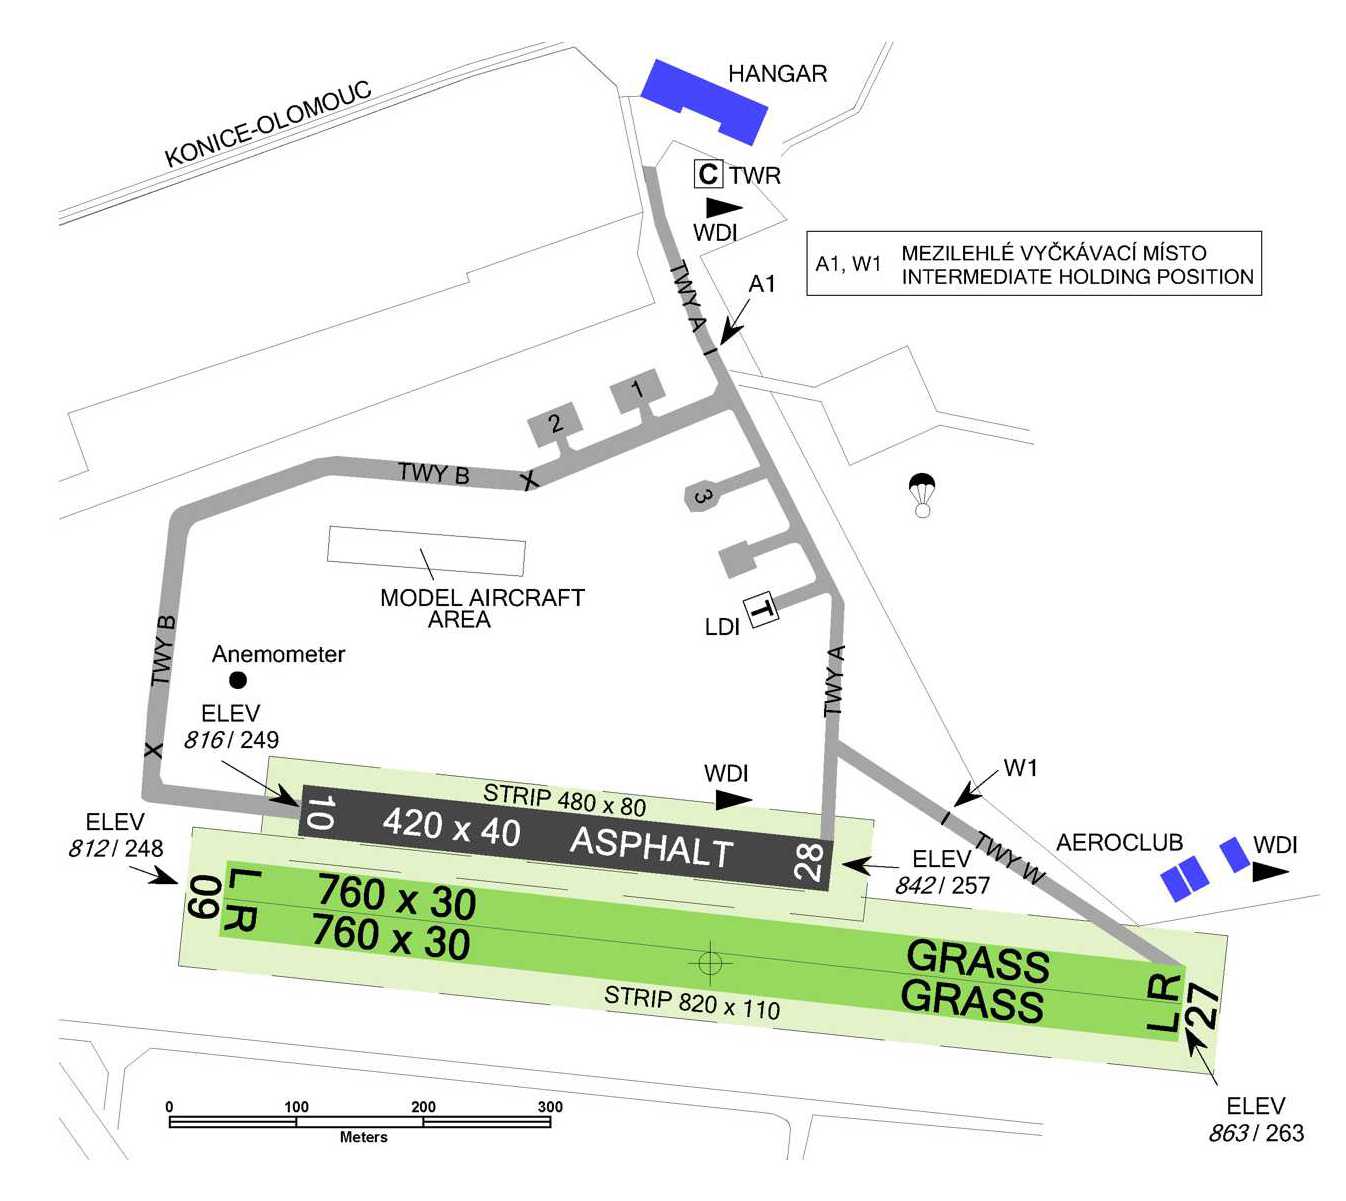 HANGAR
KONICE-OLOMOUC
C TWR
WDI
A1, W1
MEZILEHLÉ VYČKÁVACÍ MÍSTO
INTERMEDIATE HOLDING POSITION
TWY A
A1
I
1
2
TWY B
X
3
MODEL AIRCRAFT
AREA
T
LDI
TWY B
Anemometer
TWY A
ELEV
816 / 249
X
WDI
W1
STRIP 480 x 80
I
10
420 x 40
ASPHALT
28
ELEV
812 / 248
ELEV
842 / 257
TWY W
AEROCLUB
WDI
09
L
R
760 x 30
760 x 30
GRASS
GRASS
R
L
27
STRIP 820 x 110
0
100
200
300
Meters
ELEV
863 / 263